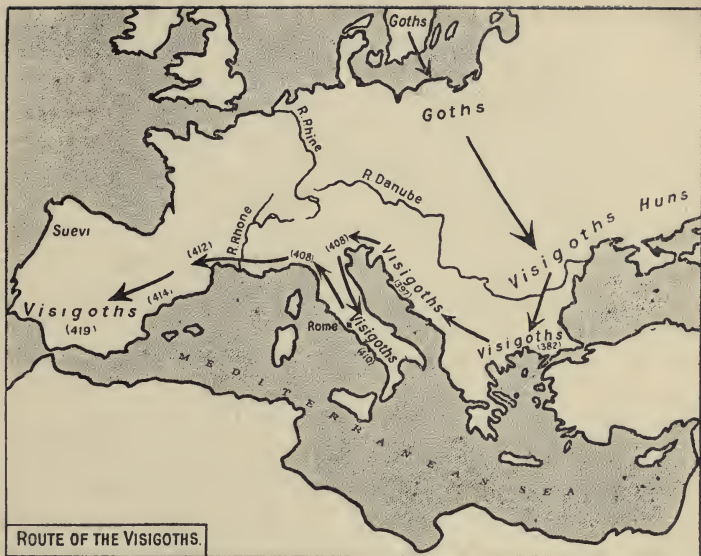 Goths
Goths
R. Rhine
R. Danube
Huns
Visigoths
Suevi
R. Rhone
(412)
(408)
(408)
Visigoths
(397)
(414)
Visigoths
(419)
Rome
Visigoths
(410)
Visigoths
(382)
MEDITERRANEAN SEA
ROUTE OF THE VISIGOTHS.